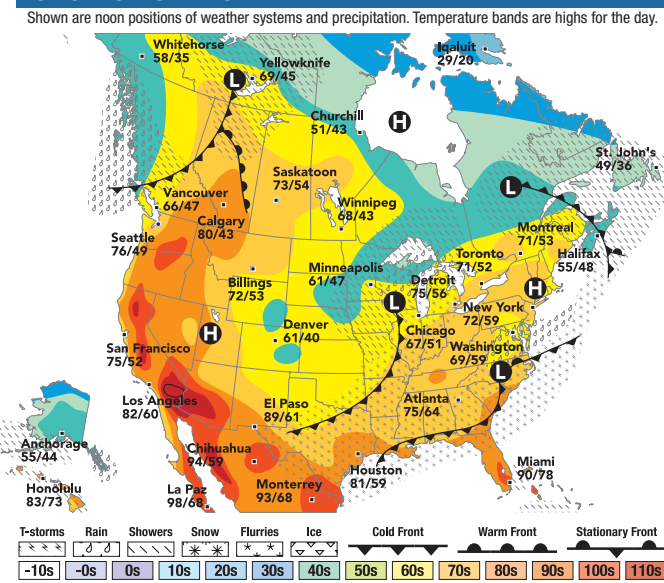 Shown are noon positions of weather systems and precipitation. Temperature bands are highs for the day.
Whitehorse
58/35
L
Yellowknife
69/45
Iqaluit
29/20
Churchill
51/43
H
St. John's
49/36
Saskatoon
73/54
L
Vancouver
66/47
Winnipeg
68/43
Calgary
80/43
Montreal
71/53
Seattle
76/49
Toronto
71/52
Halifax
55/48
Minneapolis
61/47
Billings
72/53
Detroit
75/56
H
L
New York
72/59
Denver
61/40
H
Chicago
67/51
Washington
69/59
San Francisco
75/52
L
Los Angeles
82/60
El Paso
89/61
Atlanta
75/64
Anchorage
55/44
Chihuahua
94/59
Houston
81/59
Miami
90/78
Honolulu
83/73
La Paz
98/68
Monterrey
93/68
T-storms Rain Showers Snow Flurries Ice Cold Front Warm Front Stationary Front
-10s -0s 0s 10s 20s 30s 40s 50s 60s 70s 80s 90s 100s 110s